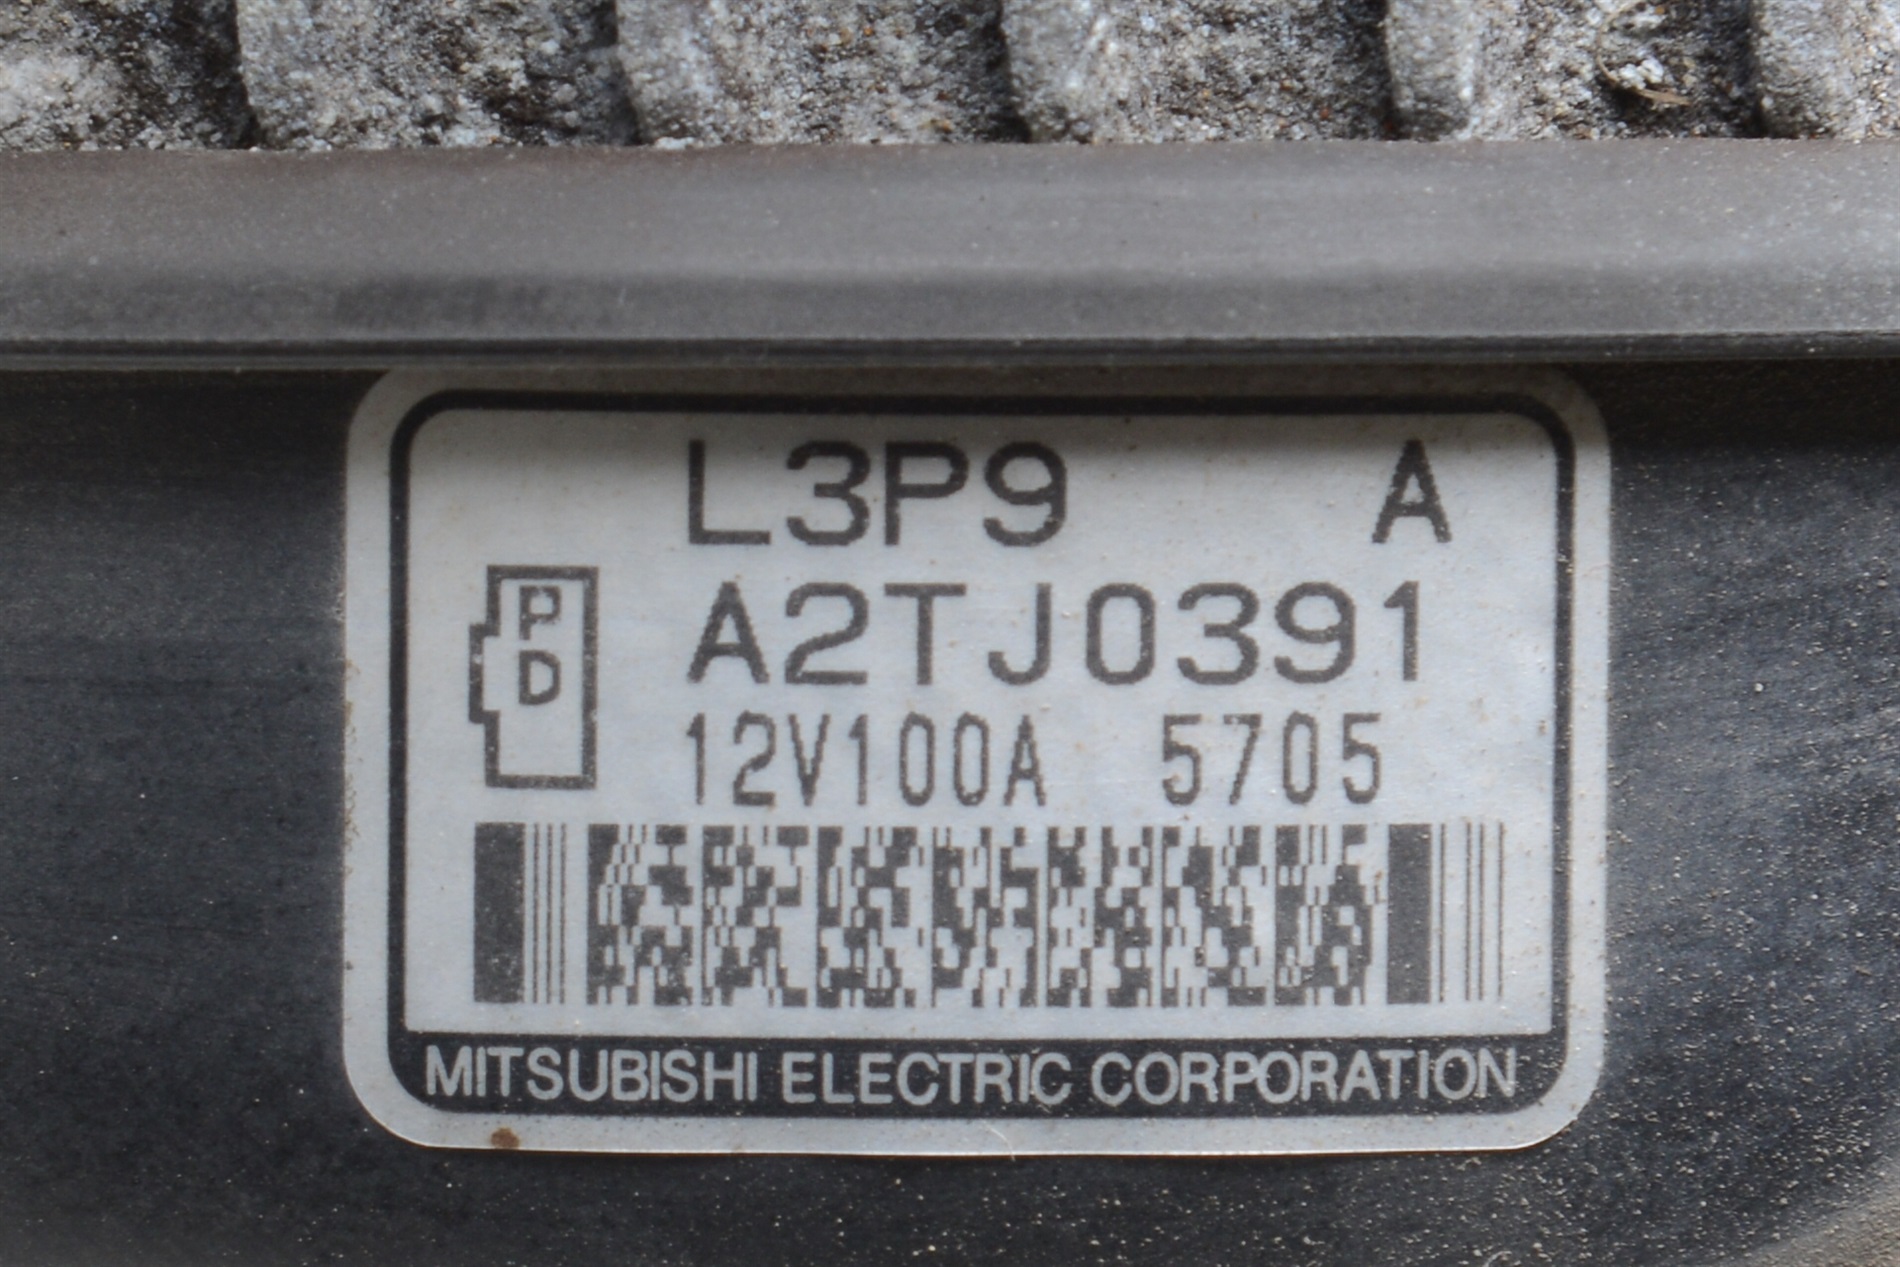 L3P9 A
P
D
A2TJ0391
12V100A 5705
MITSUBISHI ELECTRIC CORPORATION